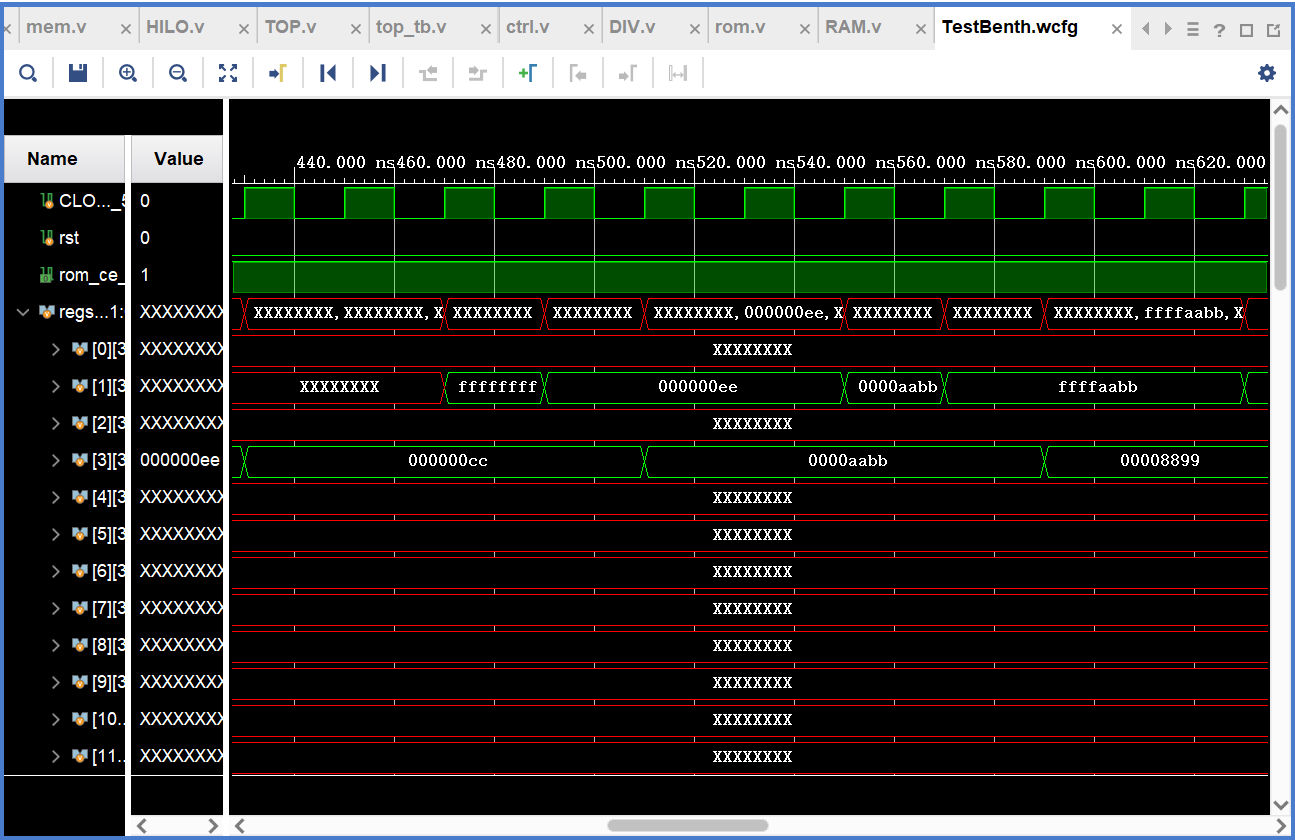 mem.v × HILO.v × TOP.v × top_tb.v × ctrl.v × DIV.v × rom.v × RAM.v × TestBenth.wcfg ×
Name Value 440.000 ns 460.000 ns 480.000 ns 500.000 ns 520.000 ns 540.000 ns 560.000 ns 580.000 ns 600.000 ns 620.000
CLO..._5 0
rst 0
rom_ce_ 1
regs...1: XXXXXXXX XXXXXXXX,XXXXXXXX,X XXXXXXXX XXXXXXXX XXXXXXXX,000000ee,X XXXXXXXX XXXXXXXX XXXXXXXX,ffffaabb,X
[0][3 XXXXXXXX XXXXXXXX
[1][3 XXXXXXXX XXXXXXXX ffffffff 000000ee 0000aabb ffffaabb
[2][3 XXXXXXXX XXXXXXXX
[3][3 000000ee 000000cc 0000aabb 00008899
[4][3 XXXXXXXX XXXXXXXX
[5][3 XXXXXXXX XXXXXXXX
[6][3 XXXXXXXX XXXXXXXX
[7][3 XXXXXXXX XXXXXXXX
[8][3 XXXXXXXX XXXXXXXX
[9][3 XXXXXXXX XXXXXXXX
[10... XXXXXXXX XXXXXXXX
[11... XXXXXXXX XXXXXXXX